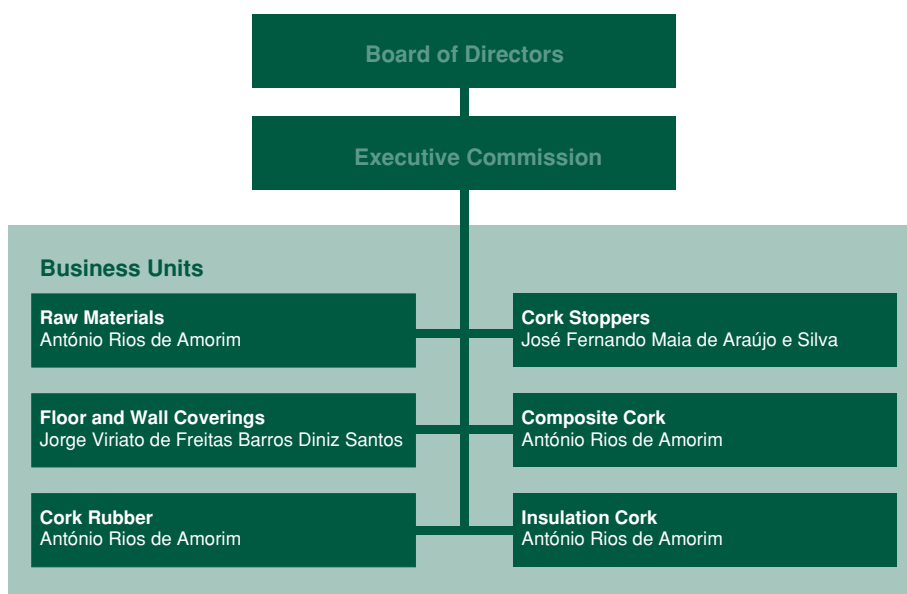 Board of Directors
Executive Commission
Business Units
Raw Materials
António Rios de Amorim
Cork Stoppers
José Fernando Maia de Araújo e Silva
Floor and Wall Coverings
Jorge Viriato de Freitas Barros Diniz Santos
Composite Cork
António Rios de Amorim
Cork Rubber
António Rios de Amorim
Insulation Cork
António Rios de Amorim